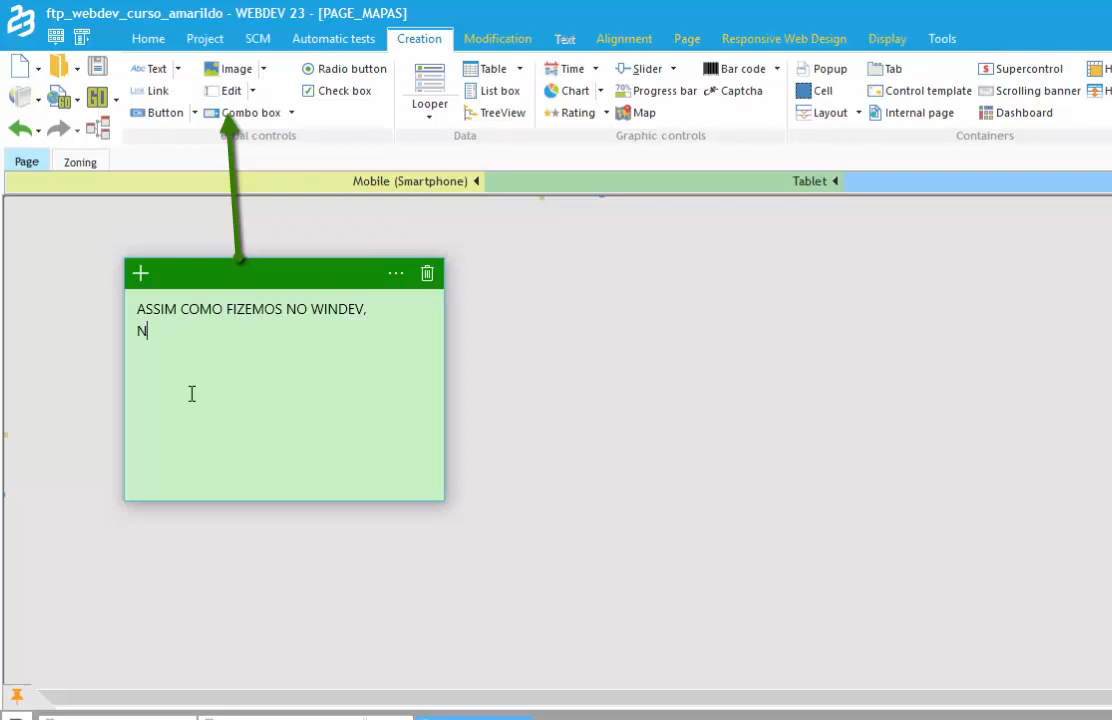 ftp_webdev_curso_amarildo - WEBDEV 23 - [PAGE_MAPAS]
Home Project SCM Automatic tests Creation Modification Text Alignment Page Responsive Web Design Display Tools
Abc Text Image Radio button Table Time Slider Bar code Popup Tab Supercontrol
Link Edit Check box Looper List box Chart Progress bar Captcha Cell Control template Scrolling banner
Button Combo box TreeView Rating Map Layout Internal page Dashboard
Data Graphic controls Containers
Page Zoning
Mobile (Smartphone) Tablet
ASSIM COMO FIZEMOS NO WINDEV,
N